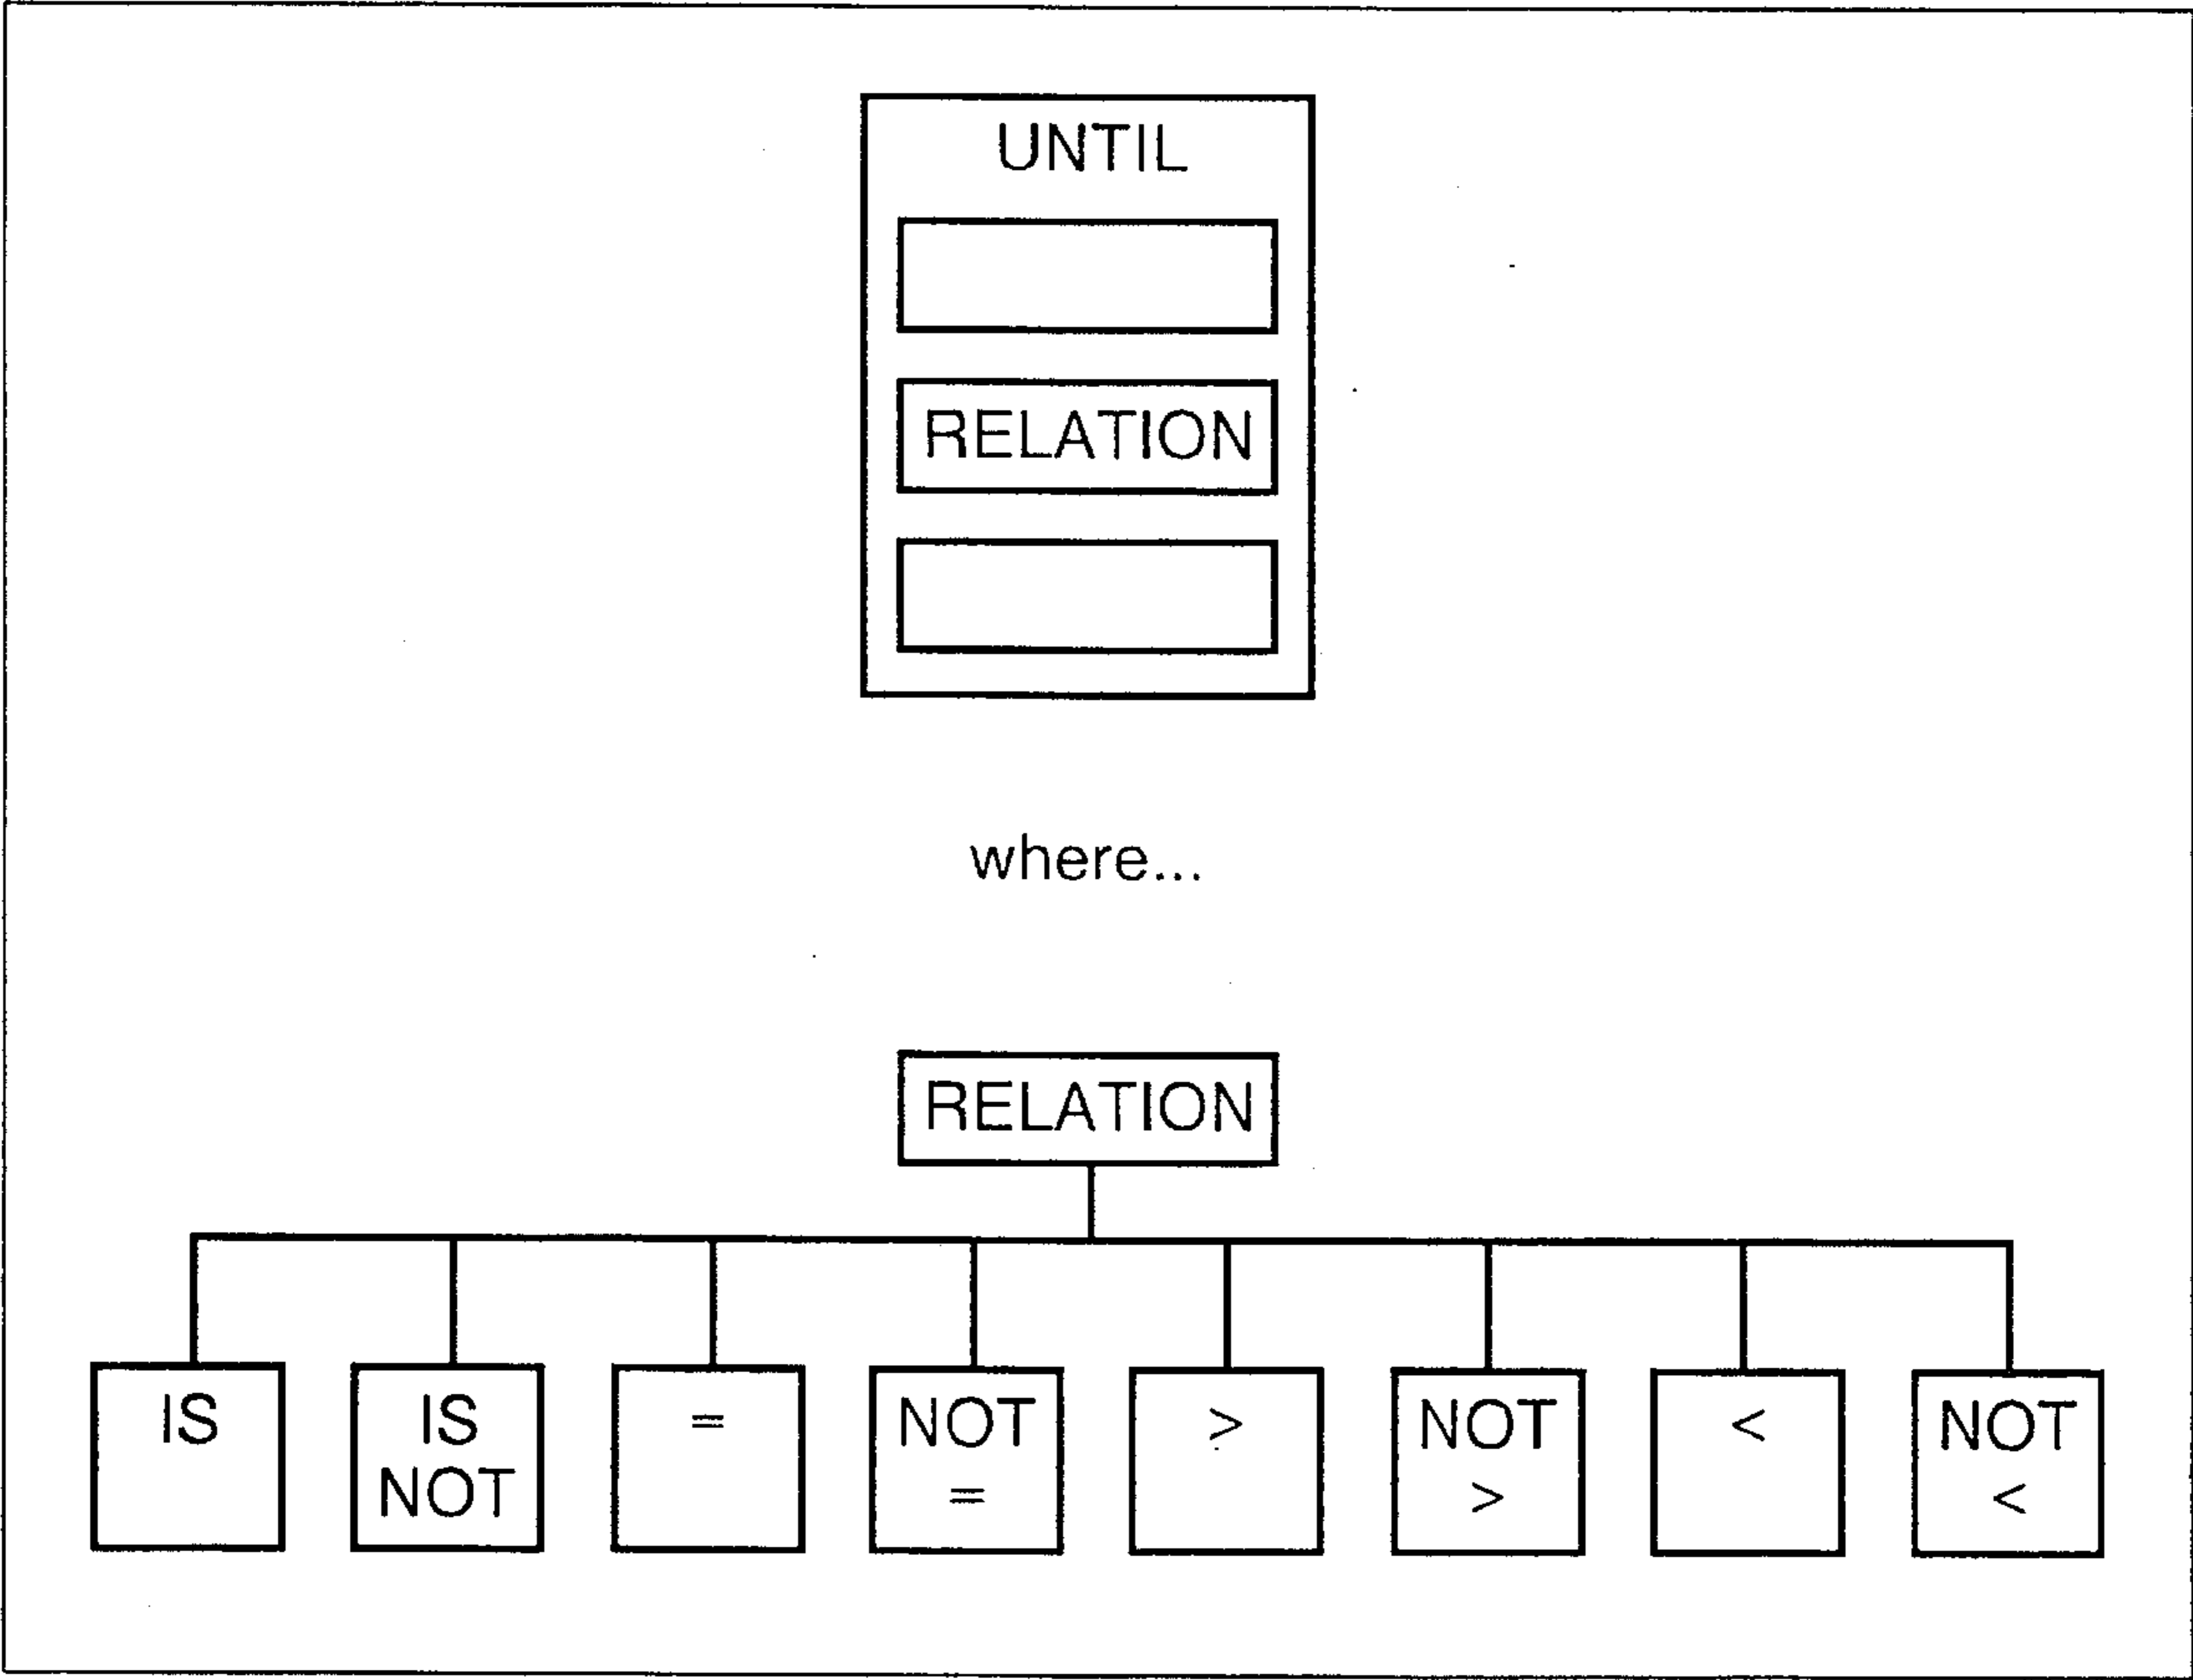 UNTIL
RELATION
where...
RELATION
IS
IS
NOT
=
NOT
=
>
NOT
>
<
NOT
<